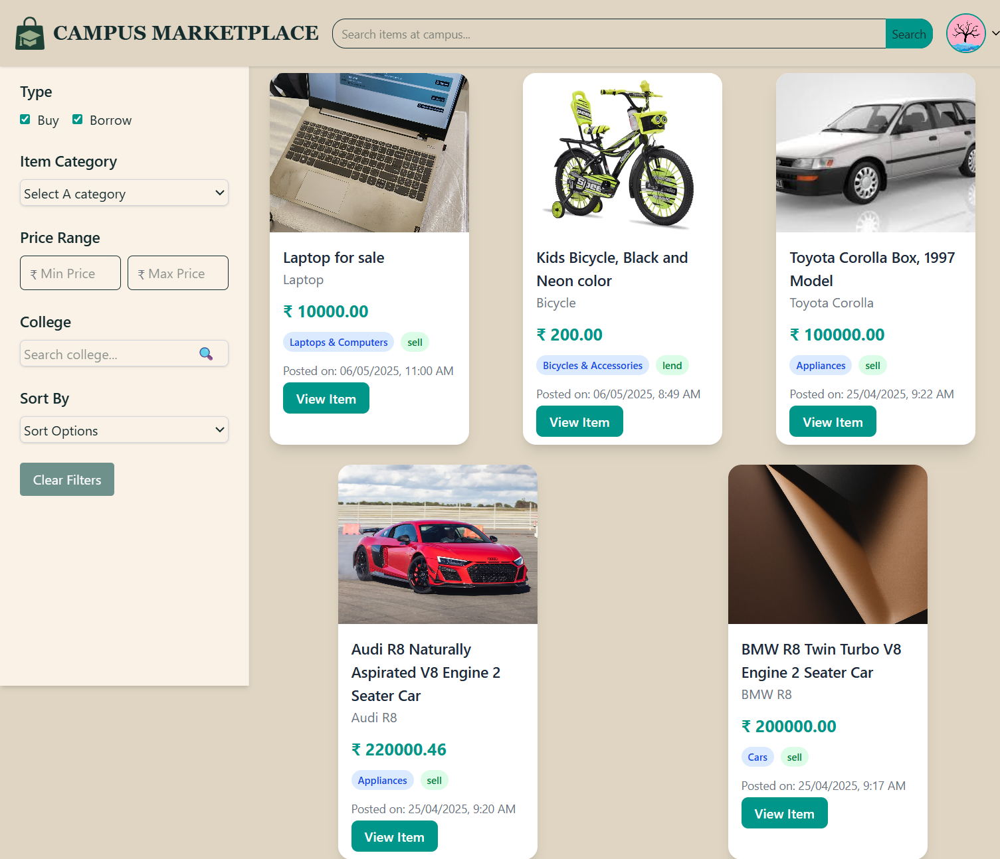 CAMPUS MARKETPLACE
Search items at campus...
Search
Type
Buy
Borrow
Item Category
Select A category
Price Range
₹ Min Price
₹ Max Price
College
Search college...
Sort By
Sort Options
Clear Filters
Laptop for sale
Laptop
₹ 10000.00
Laptops & Computers
sell
Posted on: 06/05/2025, 11:00 AM
View Item
HERO
Kids Bicycle, Black and
Neon color
Bicycle
₹ 200.00
Bicycles & Accessories
lend
Posted on: 06/05/2025, 8:49 AM
View Item
Toyota Corolla Box, 1997
Model
Toyota Corolla
₹ 100000.00
Appliances
sell
Posted on: 25/04/2025, 9:22 AM
View Item
Audi R8 Naturally
Aspirated V8 Engine 2
Seater Car
Audi R8
₹ 220000.46
Appliances
sell
Posted on: 25/04/2025, 9:20 AM
View Item
BMW R8 Twin Turbo V8
Engine 2 Seater Car
BMW R8
₹ 200000.00
Cars
sell
Posted on: 25/04/2025, 9:17 AM
View Item